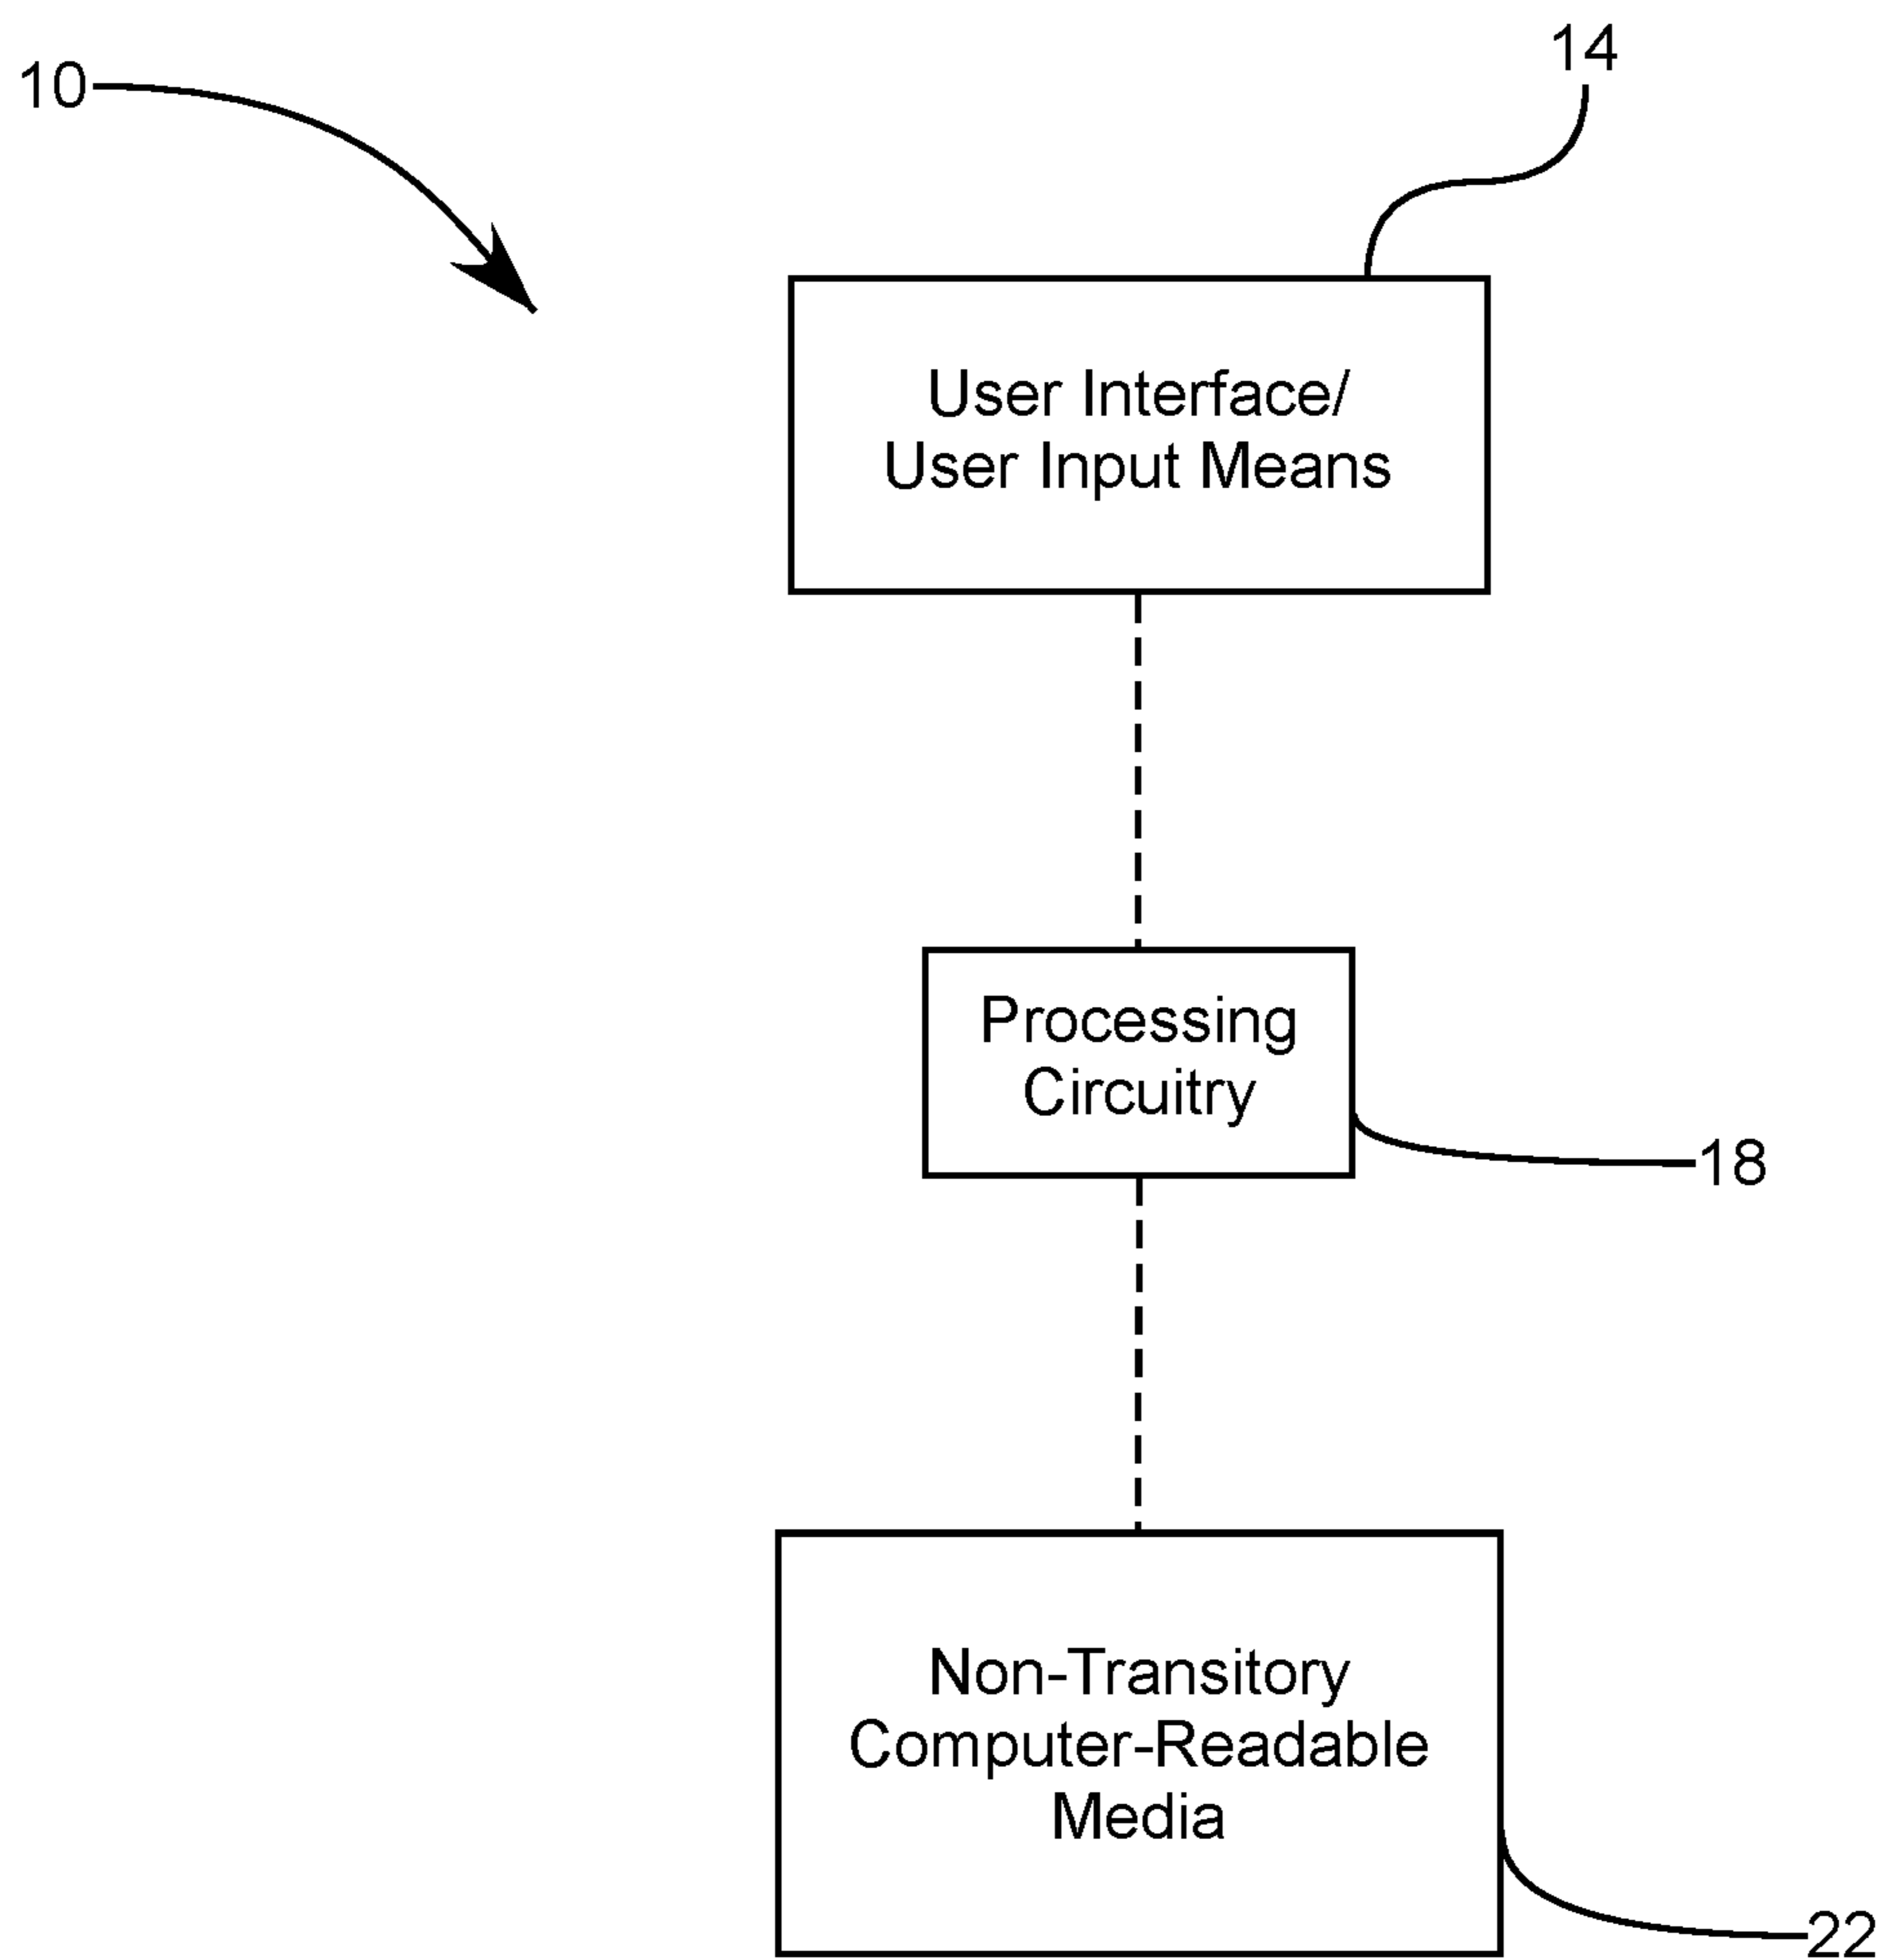 10
14
User Interface/
User Input Means
Processing
Circuitry
18
Non-Transitory
Computer-Readable
Media
22